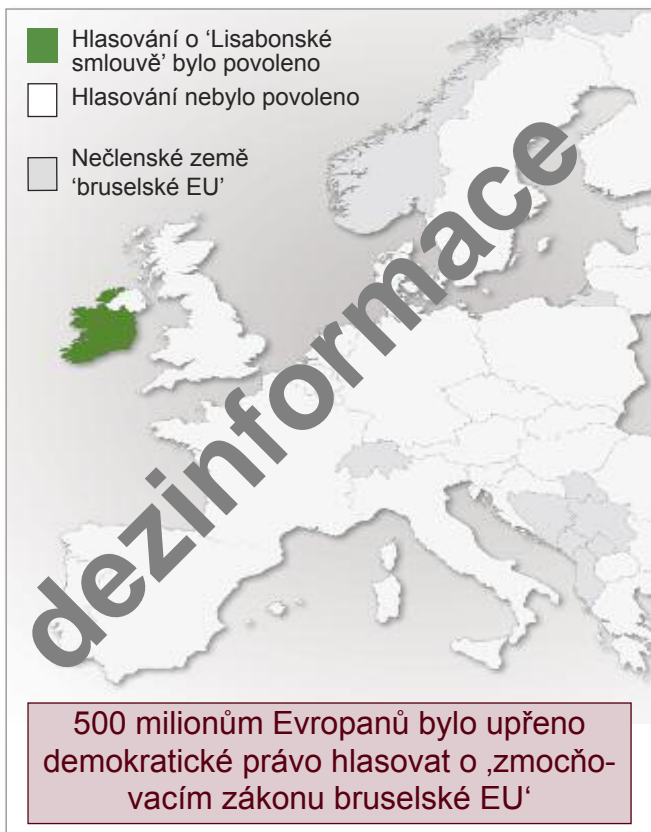 Hlasování o ‘Lisabonské
smlouvě’ bylo povoleno
Hlasování nebylo povoleno
Nečlenské země
‘bruselské EU’
dezinformace
500 milionům Evropanů bylo upřeno
demokratické právo hlasovat o ‚zmocňo-
vacím zákonu bruselské EU‘